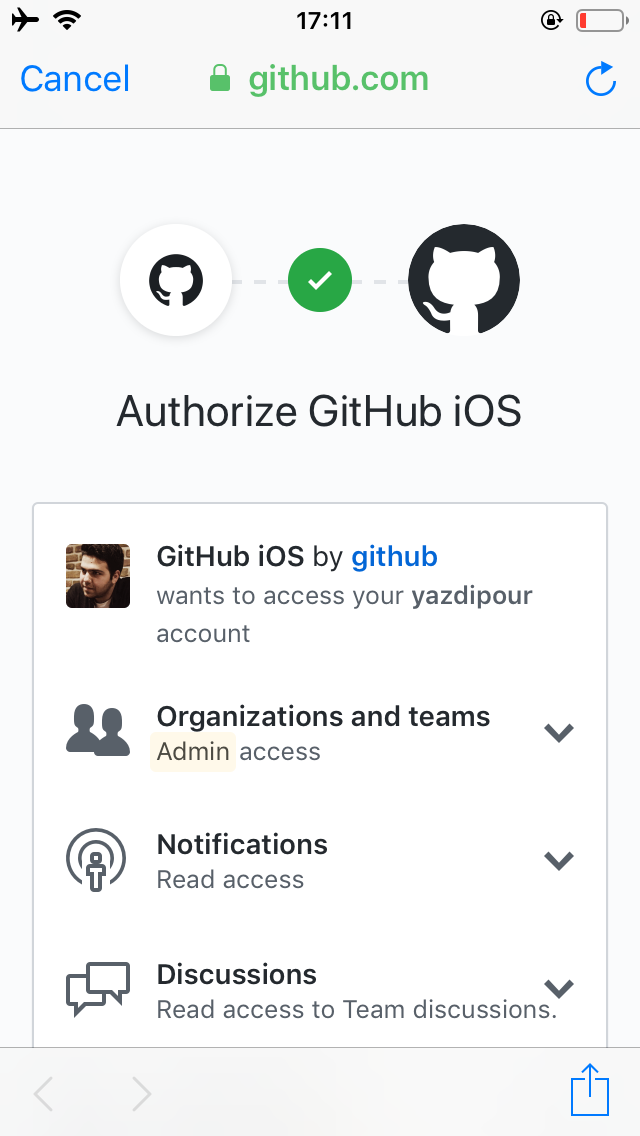 17:11
Cancel
github.com
Authorize GitHub iOS
GitHub iOS by github
wants to access your yazdipour
account
Organizations and teams
Admin access
Notifications
Read access
Discussions
Read access to Team discussions.